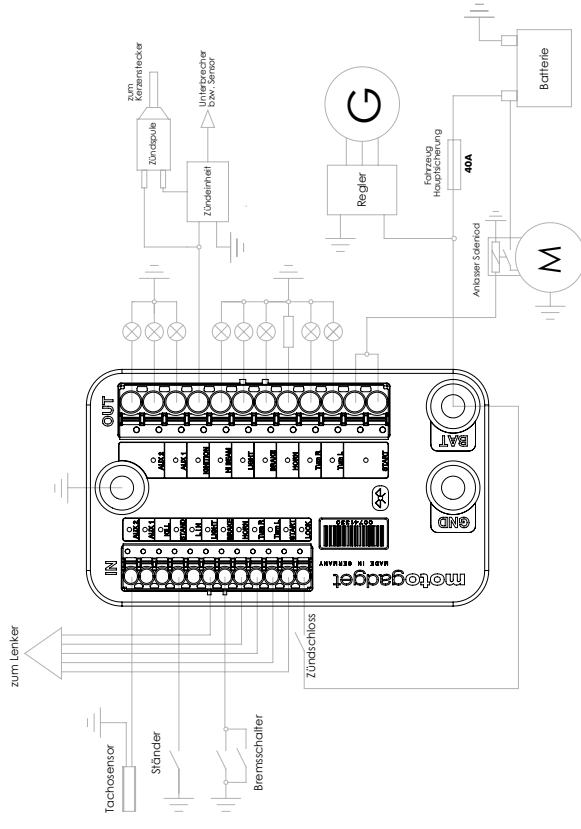 zum
Kerzenstecker
Zündspule
Unterbrecher
bzw. Sensor
Zündeinheit
G
Regler
Fahrzeug
Hauptsicherung
40A
Batterie
Anlasser Solenoid
M
OUT
AUX 2
AUX 1
IGNITION
HI BEAM
LIGHT
BRAKE
HORN
Turn R
Turn L
START
BAT
GND
IN
AUX 2
AUX 1
KILL
STAND
LIN
LIGHT
BRAKE
HORN
Turn R
Turn L
START
LOCK
MADE IN GERMANY
motogadget
zum Lenker
Tachosensor
Ständer
Bremsschalter
Zündschloss